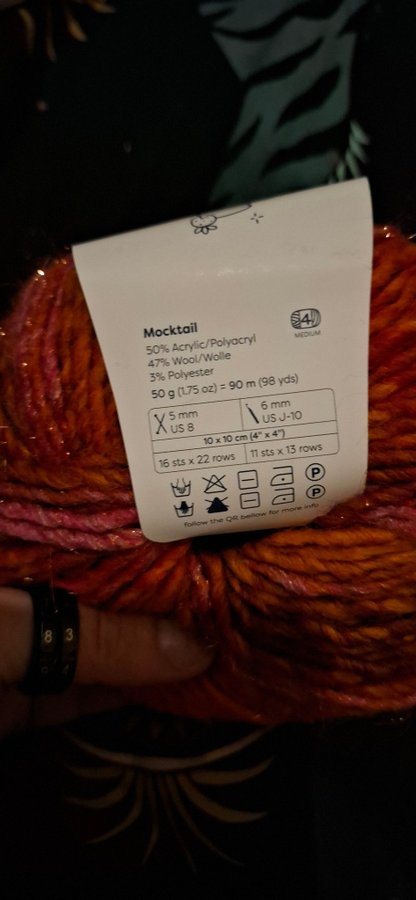 Mocktail
50% Acrylic/Polyacryl
47% Wool/Wolle
3% Polyester
50 g (1.75 oz) = 90 m (98 yds)
4
MEDIUM
5 mm
US 8
6 mm
US J-10
10 x 10 cm (4" x 4")
16 sts x 22 rows
11 sts x 13 rows
P
P
follow the QR bellow for more info
8 3